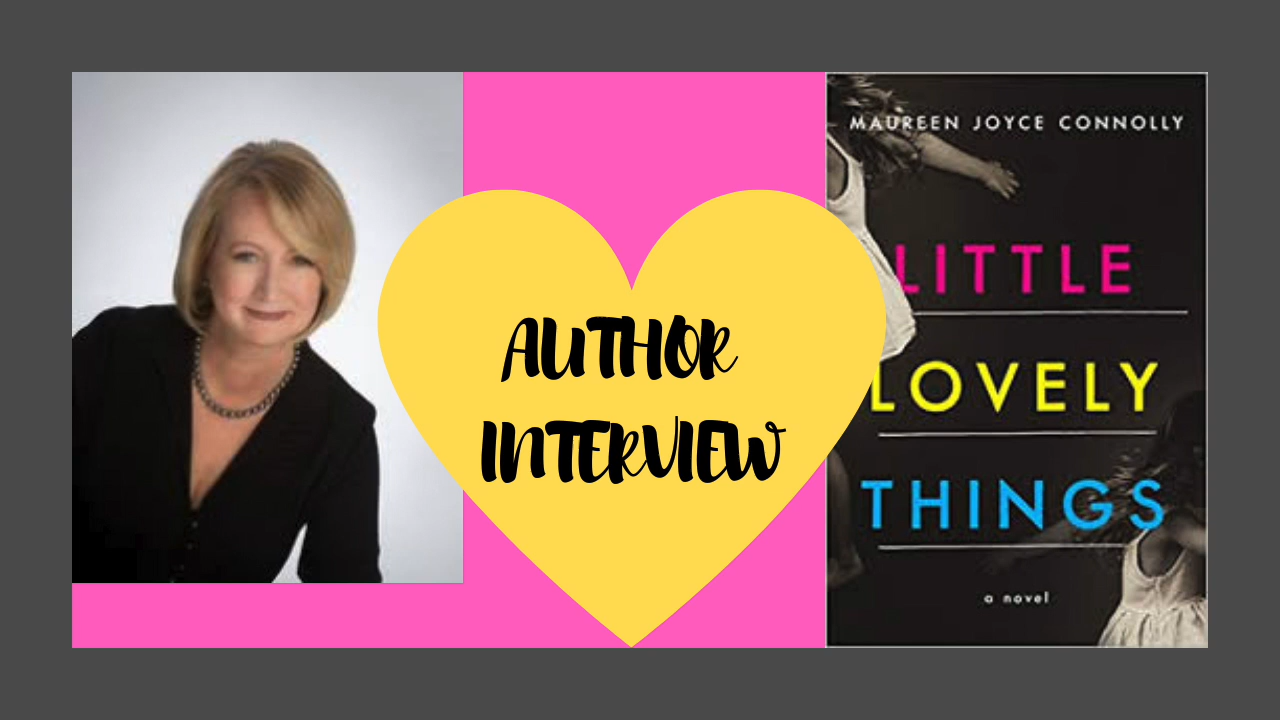 AUTHOR
INTERVIEW
MAUREEN JOYCE CONNOLLY
LITTLE
LOVELY
THINGS
a novel